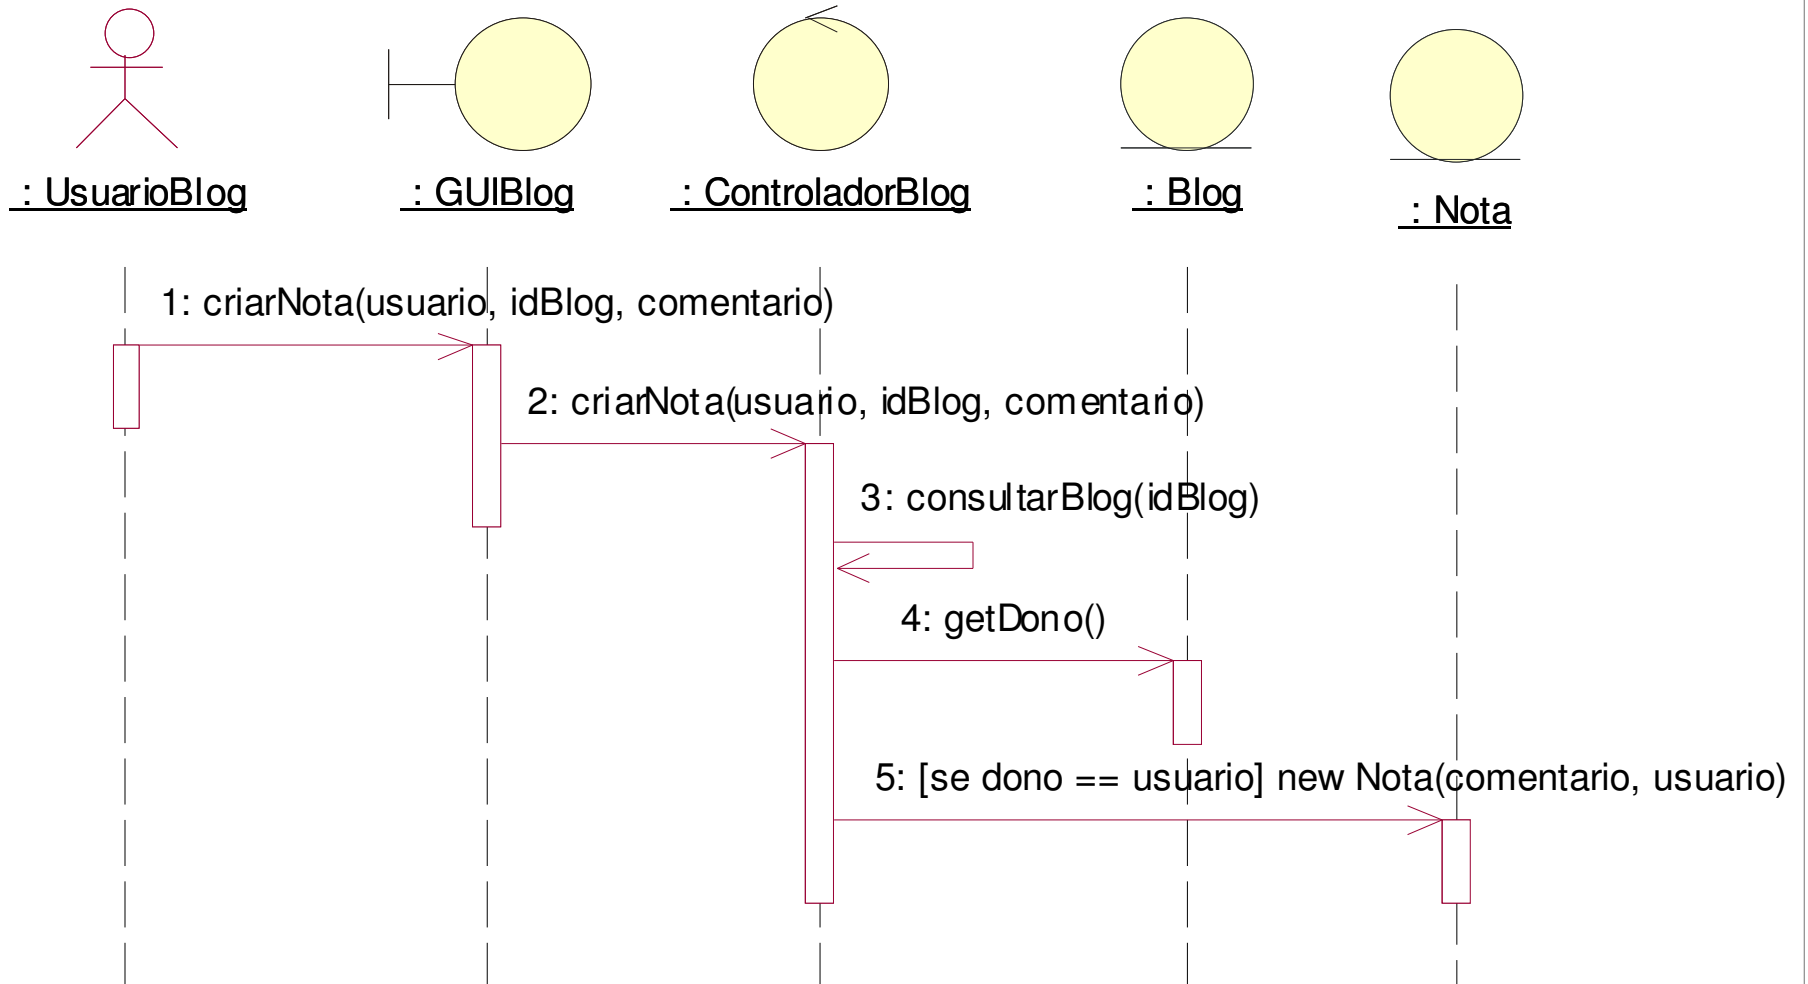 : UsuarioBlog
: GUIBlog
: ControladorBlog
: Blog
: Nota
1: criarNota(usuario, idBlog, comentario)
2: criarNota(usuario, idBlog, comentario)
3: consultarBlog(idBlog)
4: getDono()
5: [se dono == usuario] new Nota(comentario, usuario)